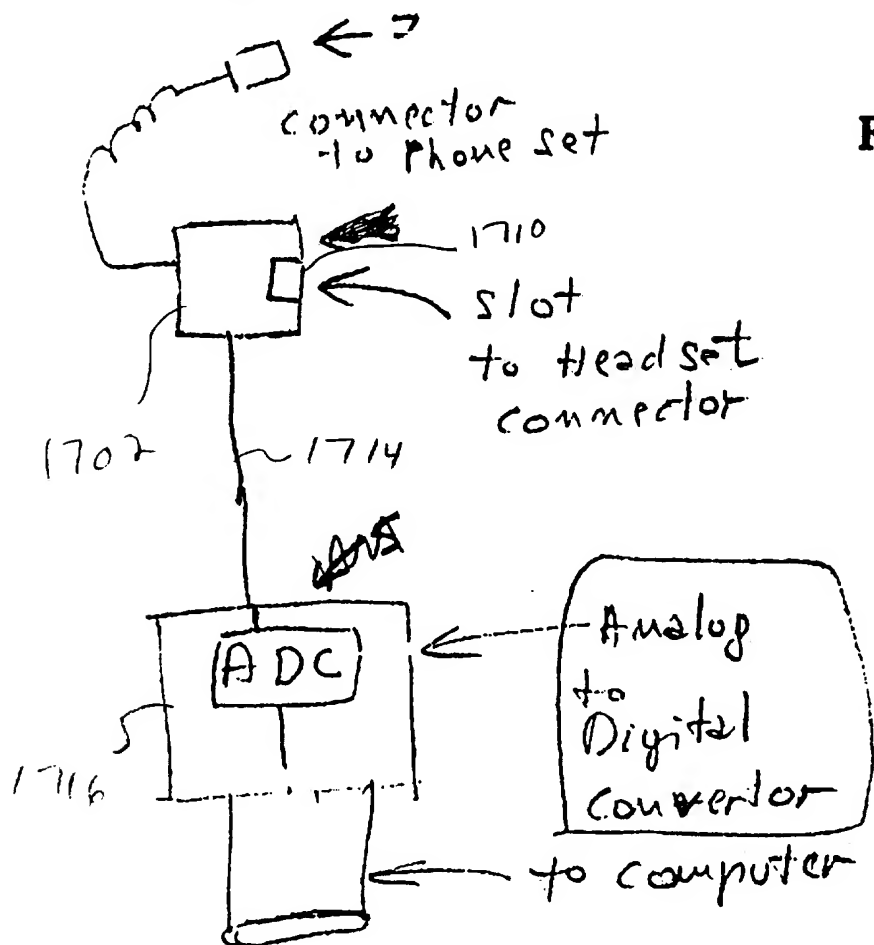 connector
to phone set
1710
slot
to Headset
connector
1702
1714
ADC
Analog
to
Digital
Convertor
1716
to computer